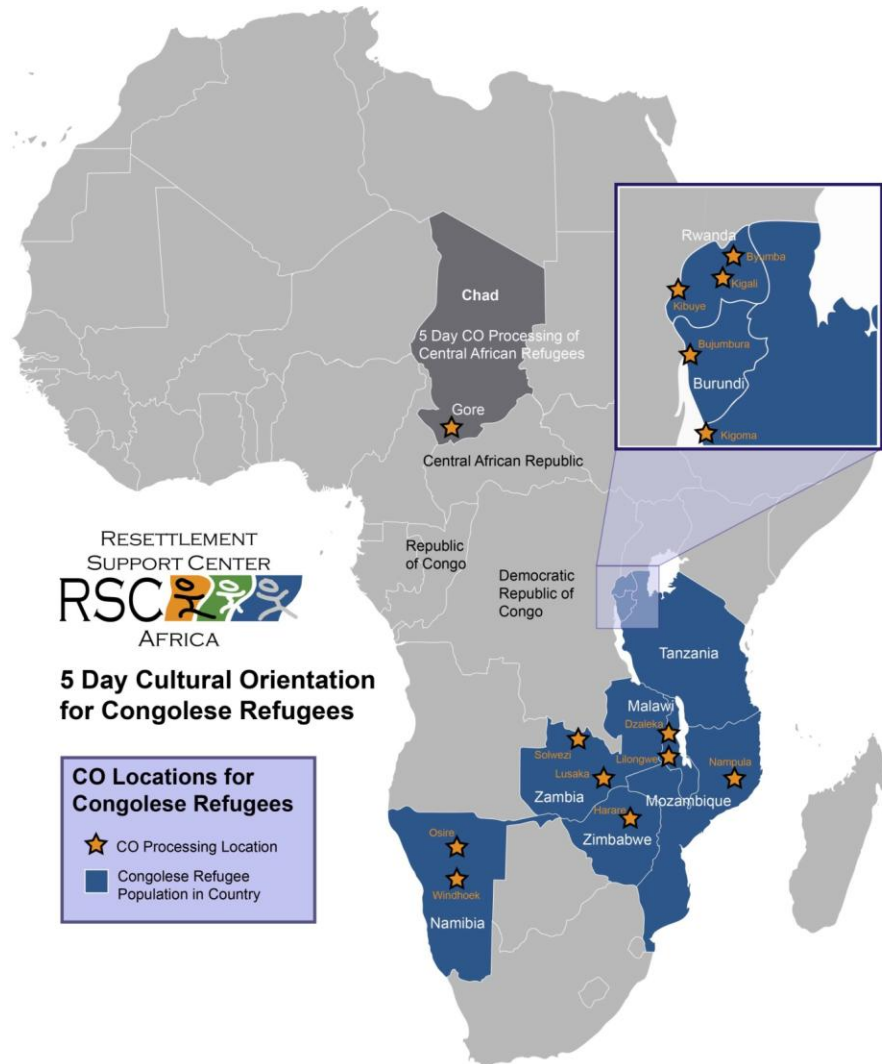 Rwanda
Byumba
Kigali
Kibuye
Bujumbura
Burundi
Kigoma
Chad
5 Day CO Processing of
Central African Refugees
Gore
Central African Republic
Republic
of Congo
Democratic
Republic of
Congo
RESETTLEMENT
SUPPORT CENTER
RSC
AFRICA
5 Day Cultural Orientation
for Congolese Refugees
CO Locations for
Congolese Refugees
CO Processing Location
Congolese Refugee
Population in Country
Tanzania
Malawi
Dzaleka
Solwezi
Lilongwe
Nampula
Lusaka
Zambia
Mozambique
Harare
Zimbabwe
Osire
Windhoek
Namibia